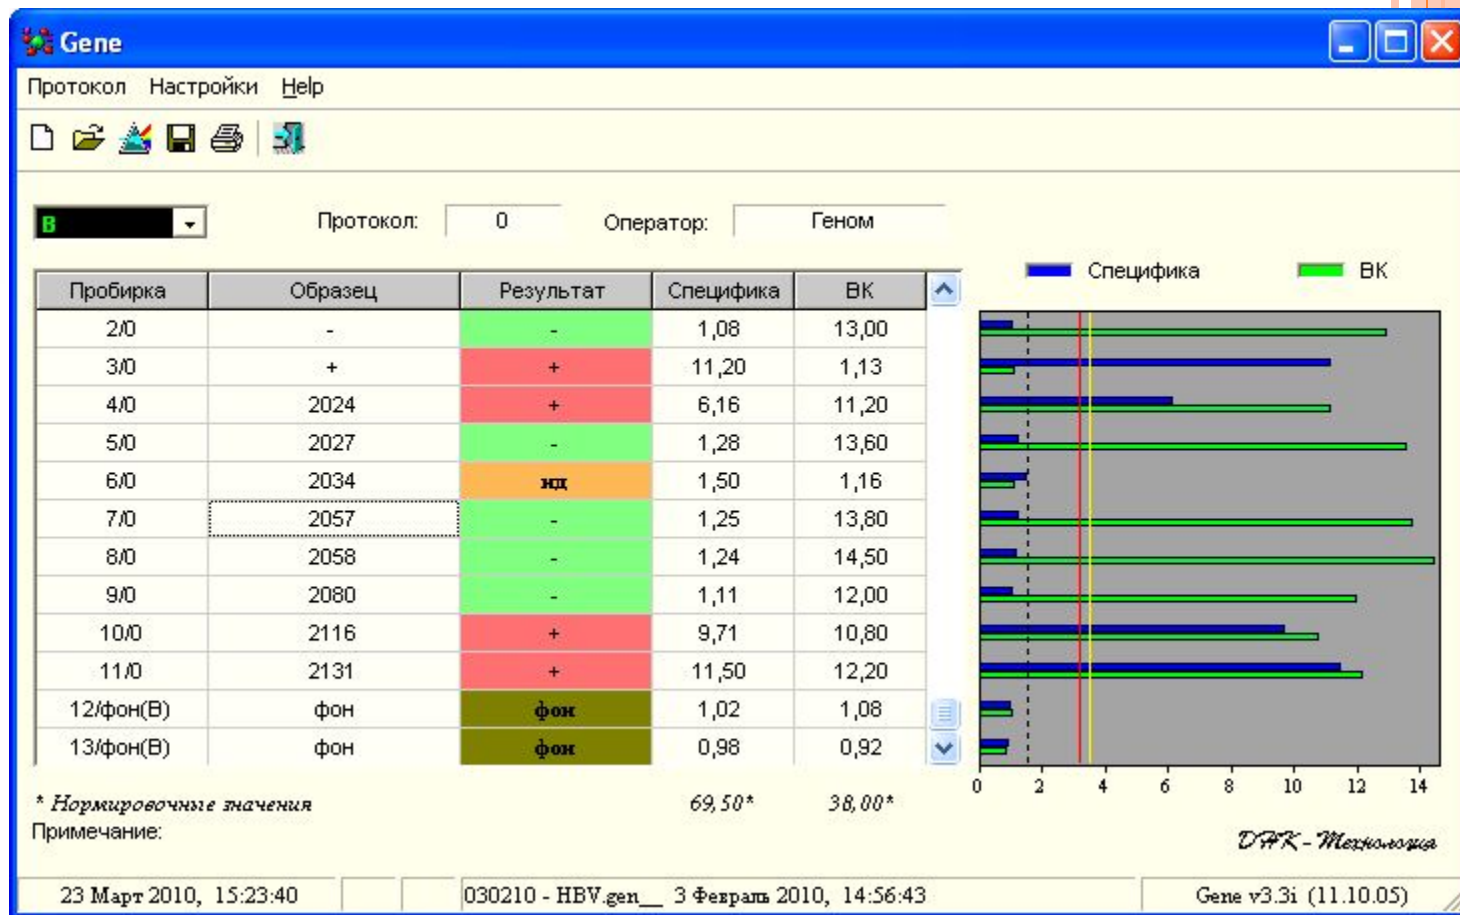 Gene
Протокол Настройки Help
В Протокол: 0 Оператор: Геном
Специфика ВК
Пробирка Образец Результат Специфика ВК
2/0 - - 1,08 13,00
3/0 + + 11,20 1,13
4/0 2024 + 6,16 11,20
5/0 2027 - 1,28 13,60
6/0 2034 нд 1,50 1,16
7/0 2057 - 1,25 13,80
8/0 2058 - 1,24 14,50
9/0 2080 - 1,11 12,00
10/0 2116 + 9,71 10,80
11/0 2131 + 11,50 12,20
12/фон(В) фон фон 1,02 1,08
13/фон(В) фон фон 0,98 0,92
0 2 4 6 8 10 12 14
* Нормировочные значения 69,50* 38,00*
Примечание:
ДНК - Технология
23 Март 2010, 15:23:40 030210 - HBV.gen__ 3 Февраль 2010, 14:56:43 Gene v3.3i (11.10.05)